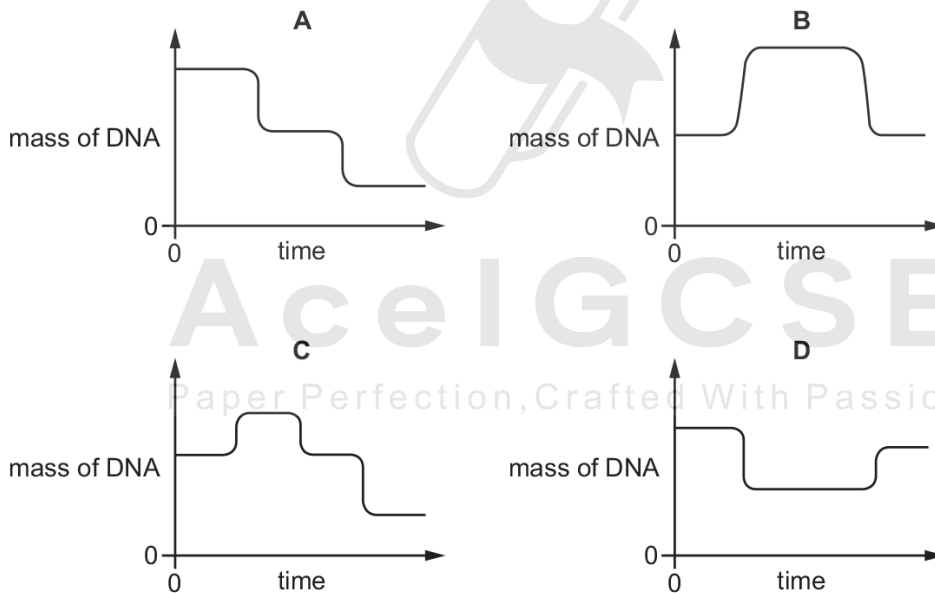 A
mass of DNA
0
0
time
B
mass of DNA
0
0
time
AceIGCSE
Paper Perfection,Crafted With Passio
C
mass of DNA
0
0
time
D
mass of DNA
0
0
time